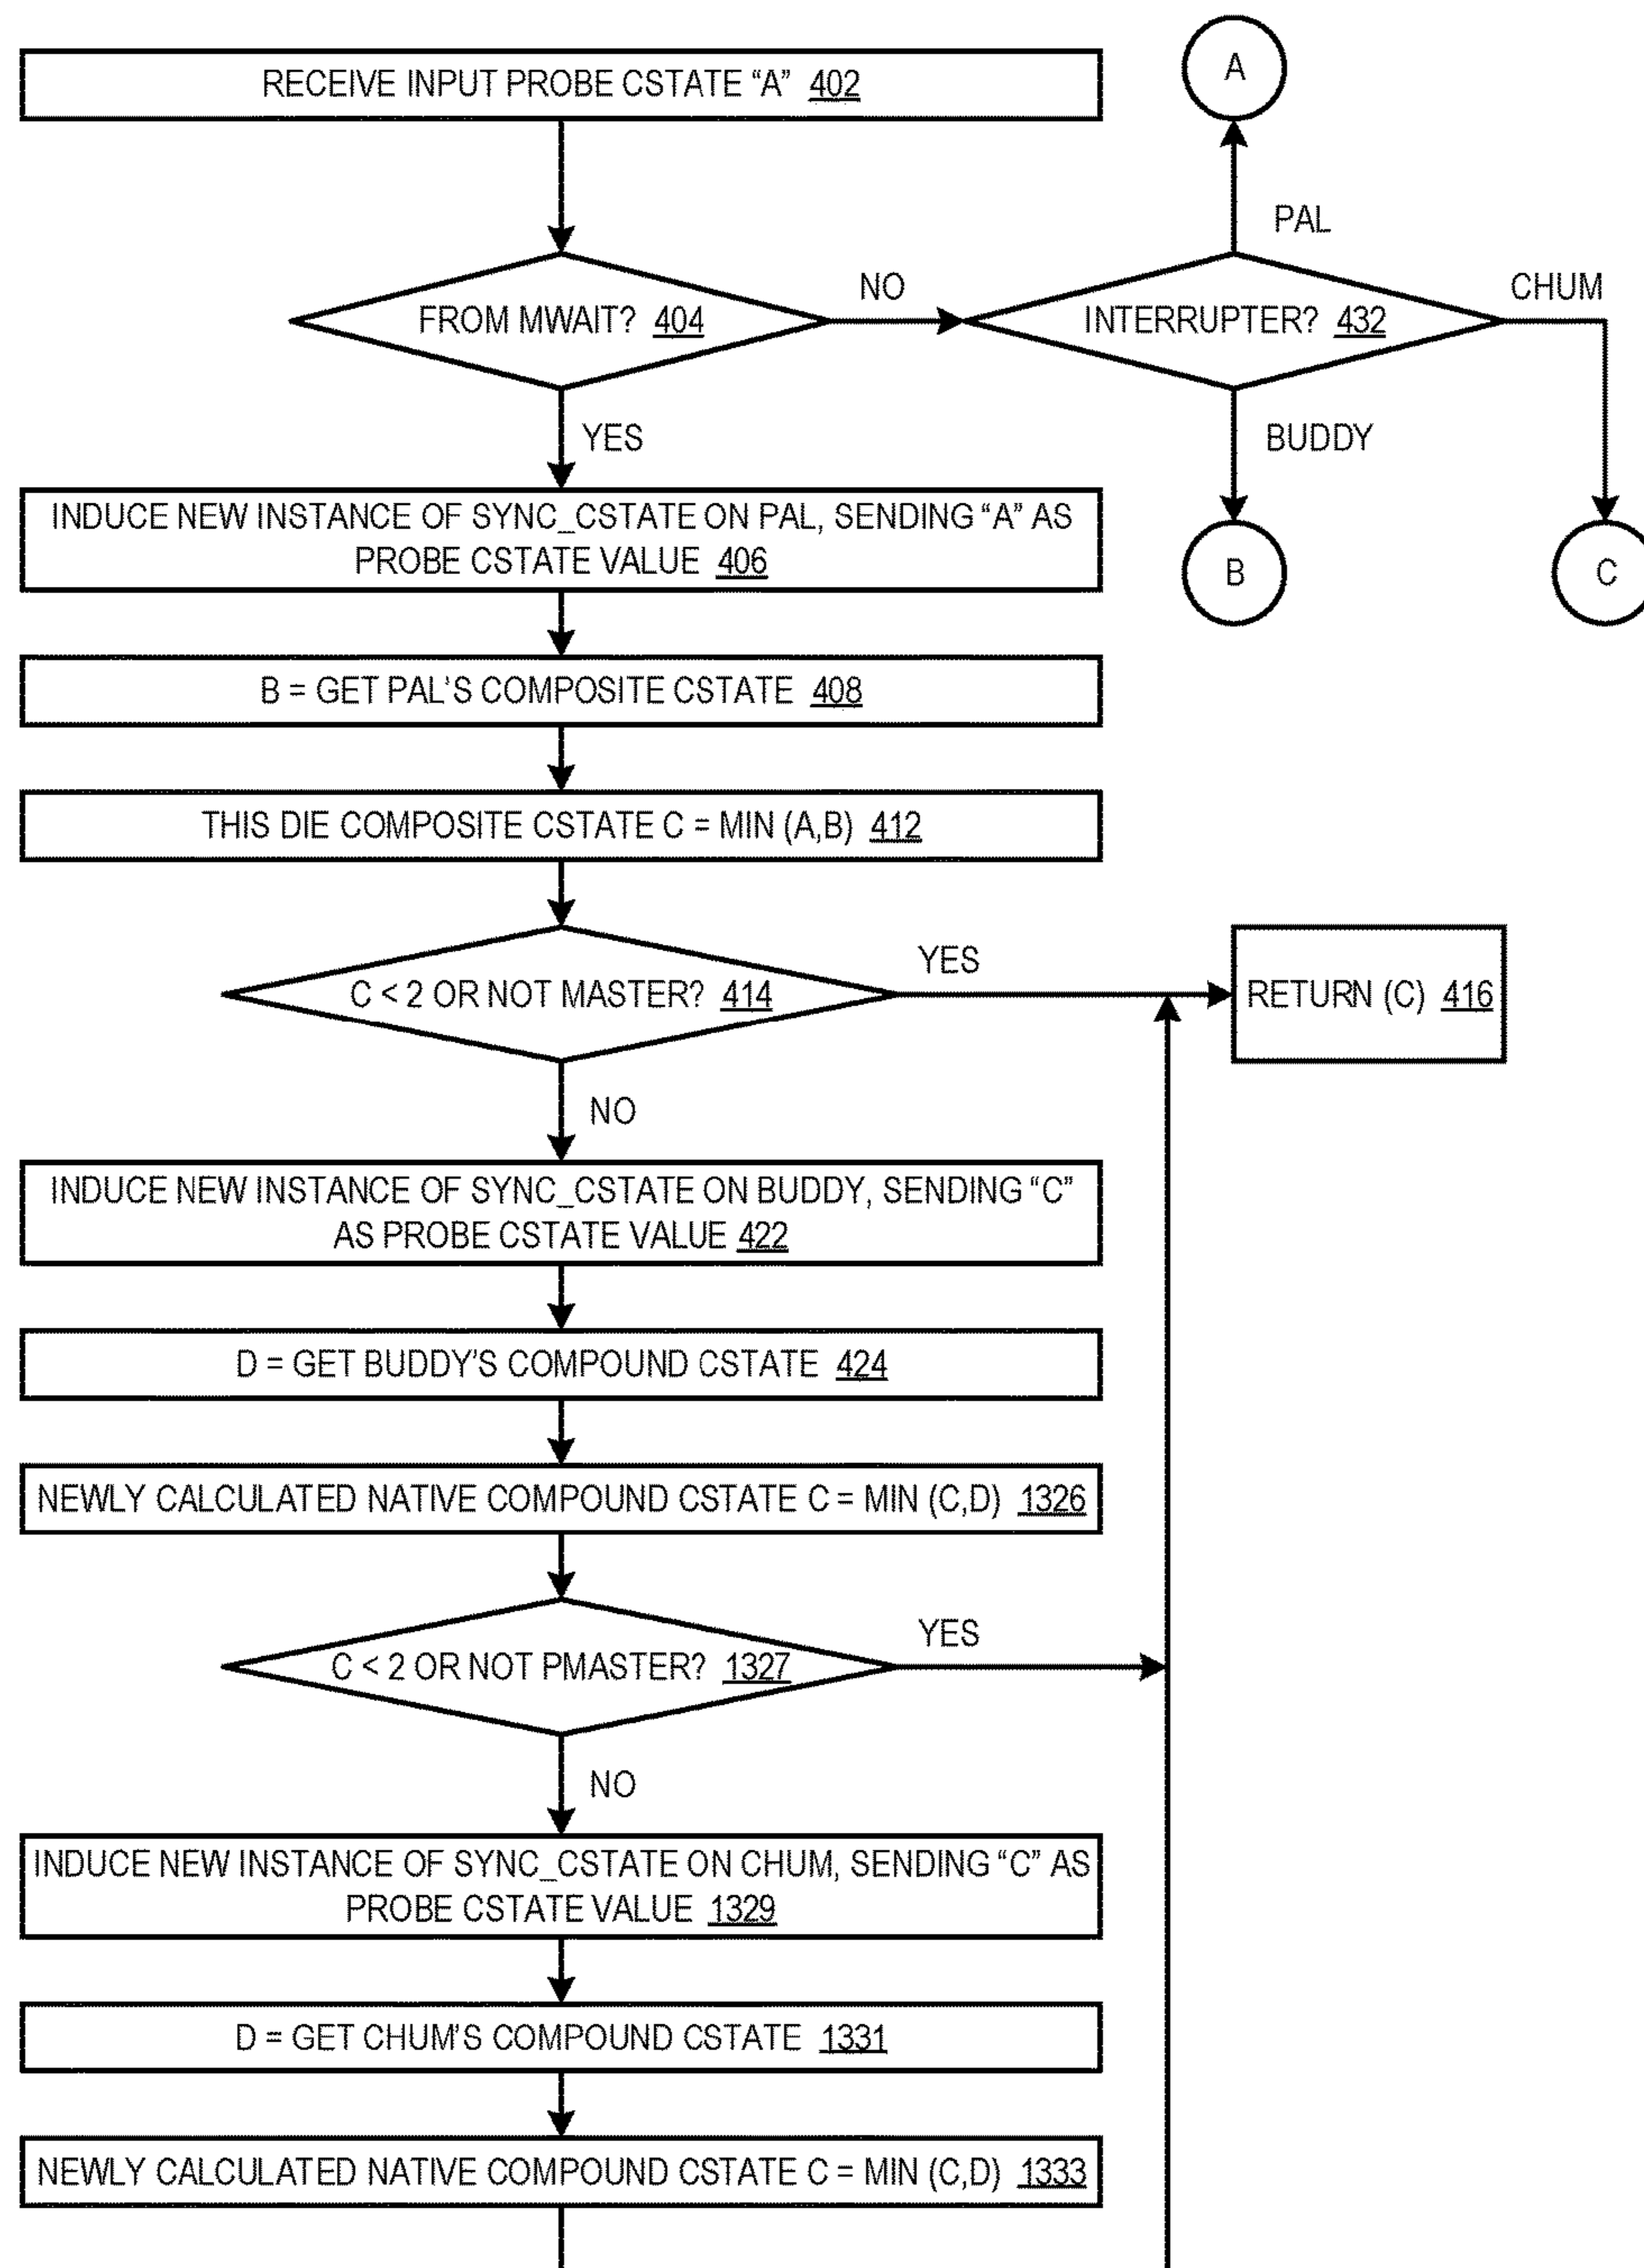 RECEIVE INPUT PROBE CSTATE “A” 402
A
PAL
CHUM
FROM MWAIT? 404
NO
INTERRUPTER? 432
YES
BUDDY
INDUCE NEW INSTANCE OF SYNC_CSTATE ON PAL, SENDING “A” AS
PROBE CSTATE VALUE 406
B
C
B = GET PAL'S COMPOSITE CSTATE 408
THIS DIE COMPOSITE CSTATE C = MIN (A,B) 412
C < 2 OR NOT MASTER? 414
YES
RETURN (C) 416
NO
INDUCE NEW INSTANCE OF SYNC_CSTATE ON BUDDY, SENDING “C”
AS PROBE CSTATE VALUE 422
D = GET BUDDY'S COMPOUND CSTATE 424
NEWLY CALCULATED NATIVE COMPOUND CSTATE C = MIN (C,D) 1326
C < 2 OR NOT PMASTER? 1327
YES
NO
INDUCE NEW INSTANCE OF SYNC_CSTATE ON CHUM, SENDING “C” AS
PROBE CSTATE VALUE 1329
D = GET CHUM'S COMPOUND CSTATE 1331
NEWLY CALCULATED NATIVE COMPOUND CSTATE C = MIN (C,D) 1333